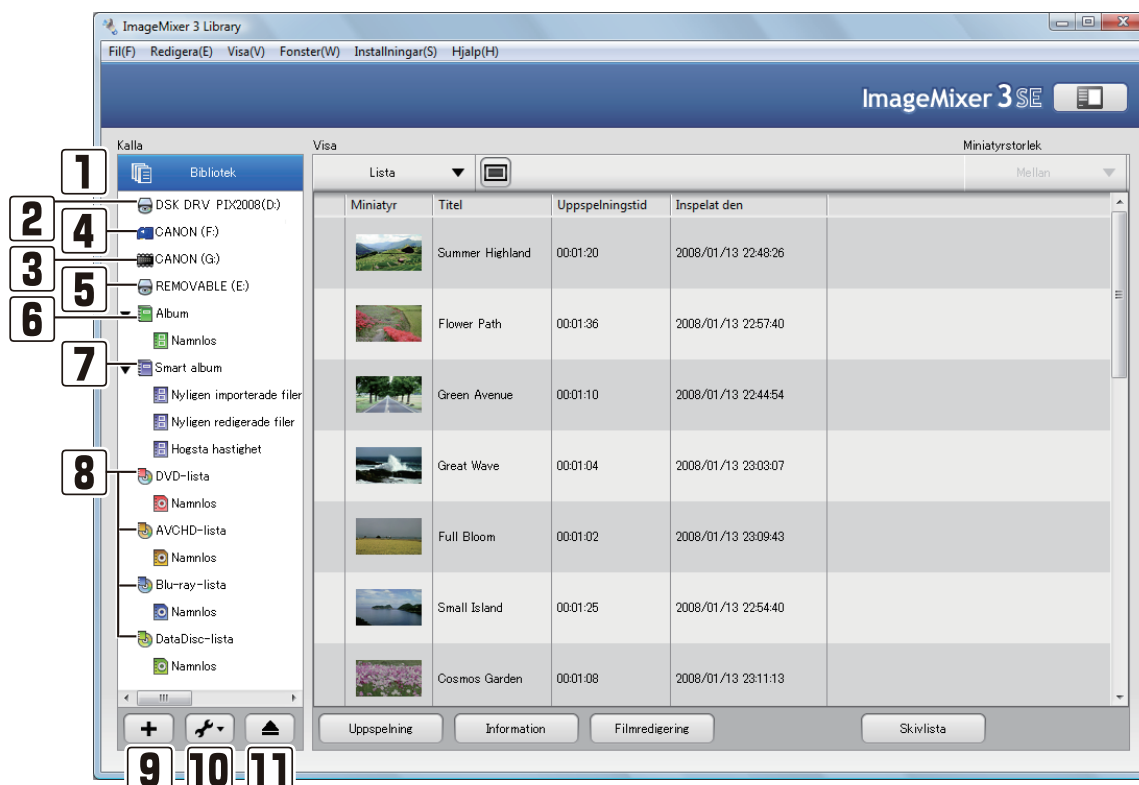 ImageMixer 3 Library
Fil(F) Redigera(E) Visa(V) Fonster(W) Installningar(S) Hjalp(H)
ImageMixer 3 SE
Kalla
Visa
Miniatyrstorlek
1
Bibliotek
Lista
Mellan
2
DSK DRV PIX2008(D:)
4
CANON (F:)
3
CANON (G:)
5
REMOVABLE (E:)
6
Album
Namnlos
7
Smart album
Nyligen importerade filer
Nyligen redigerade filer
Hogsta hastighet
8
DVD-lista
Namnlos
AVCHD-lista
Namnlos
Blu-ray-lista
Namnlos
DataDisc-lista
Namnlos
Miniatyr Titel Uppspelningstid Inspelat den
Summer Highland 00:01:20 2008/01/13 22:48:26
Flower Path 00:01:36 2008/01/13 22:57:40
Green Avenue 00:01:10 2008/01/13 22:44:54
Great Wave 00:01:04 2008/01/13 23:03:07
Full Bloom 00:01:02 2008/01/13 23:09:43
Small Island 00:01:25 2008/01/13 22:54:40
Cosmos Garden 00:01:08 2008/01/13 23:11:13
Uppspelning Information Filmredigering Skivlista
9 10 11